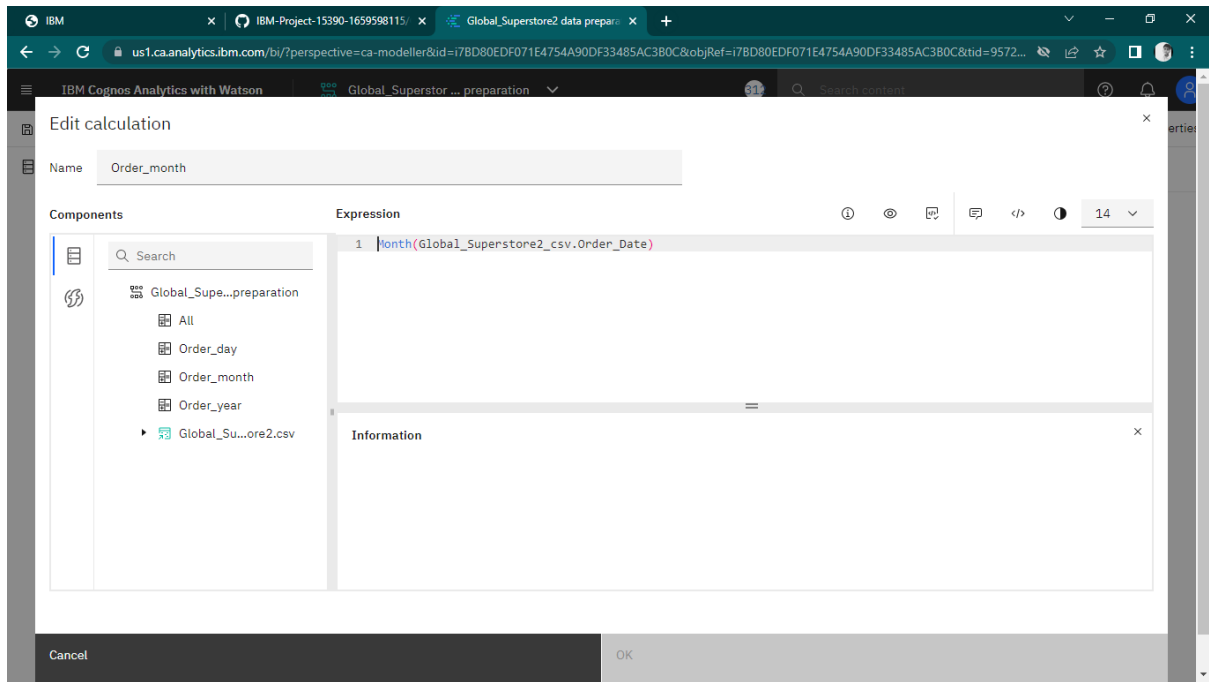 IBM
IBM-Project-15390-1659598115/
Global_Superstore2 data prepara
us1.ca.analytics.ibm.com/bi/?perspective=ca-modeller&id=i7BD80EDF071E4754A90DF33485AC3B0C&objRef=i7BD80EDF071E4754A90DF33485AC3B0C&tid=9572...
IBM Cognos Analytics with Watson
Global_Superstor ... preparation
Search content
Edit calculation
erties
Name
Order_month
Components
Expression
14
Search
1 Month(Global_Superstore2_csv.Order_Date)
Global_Supe...preparation
All
Order_day
Order_month
Order_year
Global_Su...ore2.csv
Information
Cancel
OK